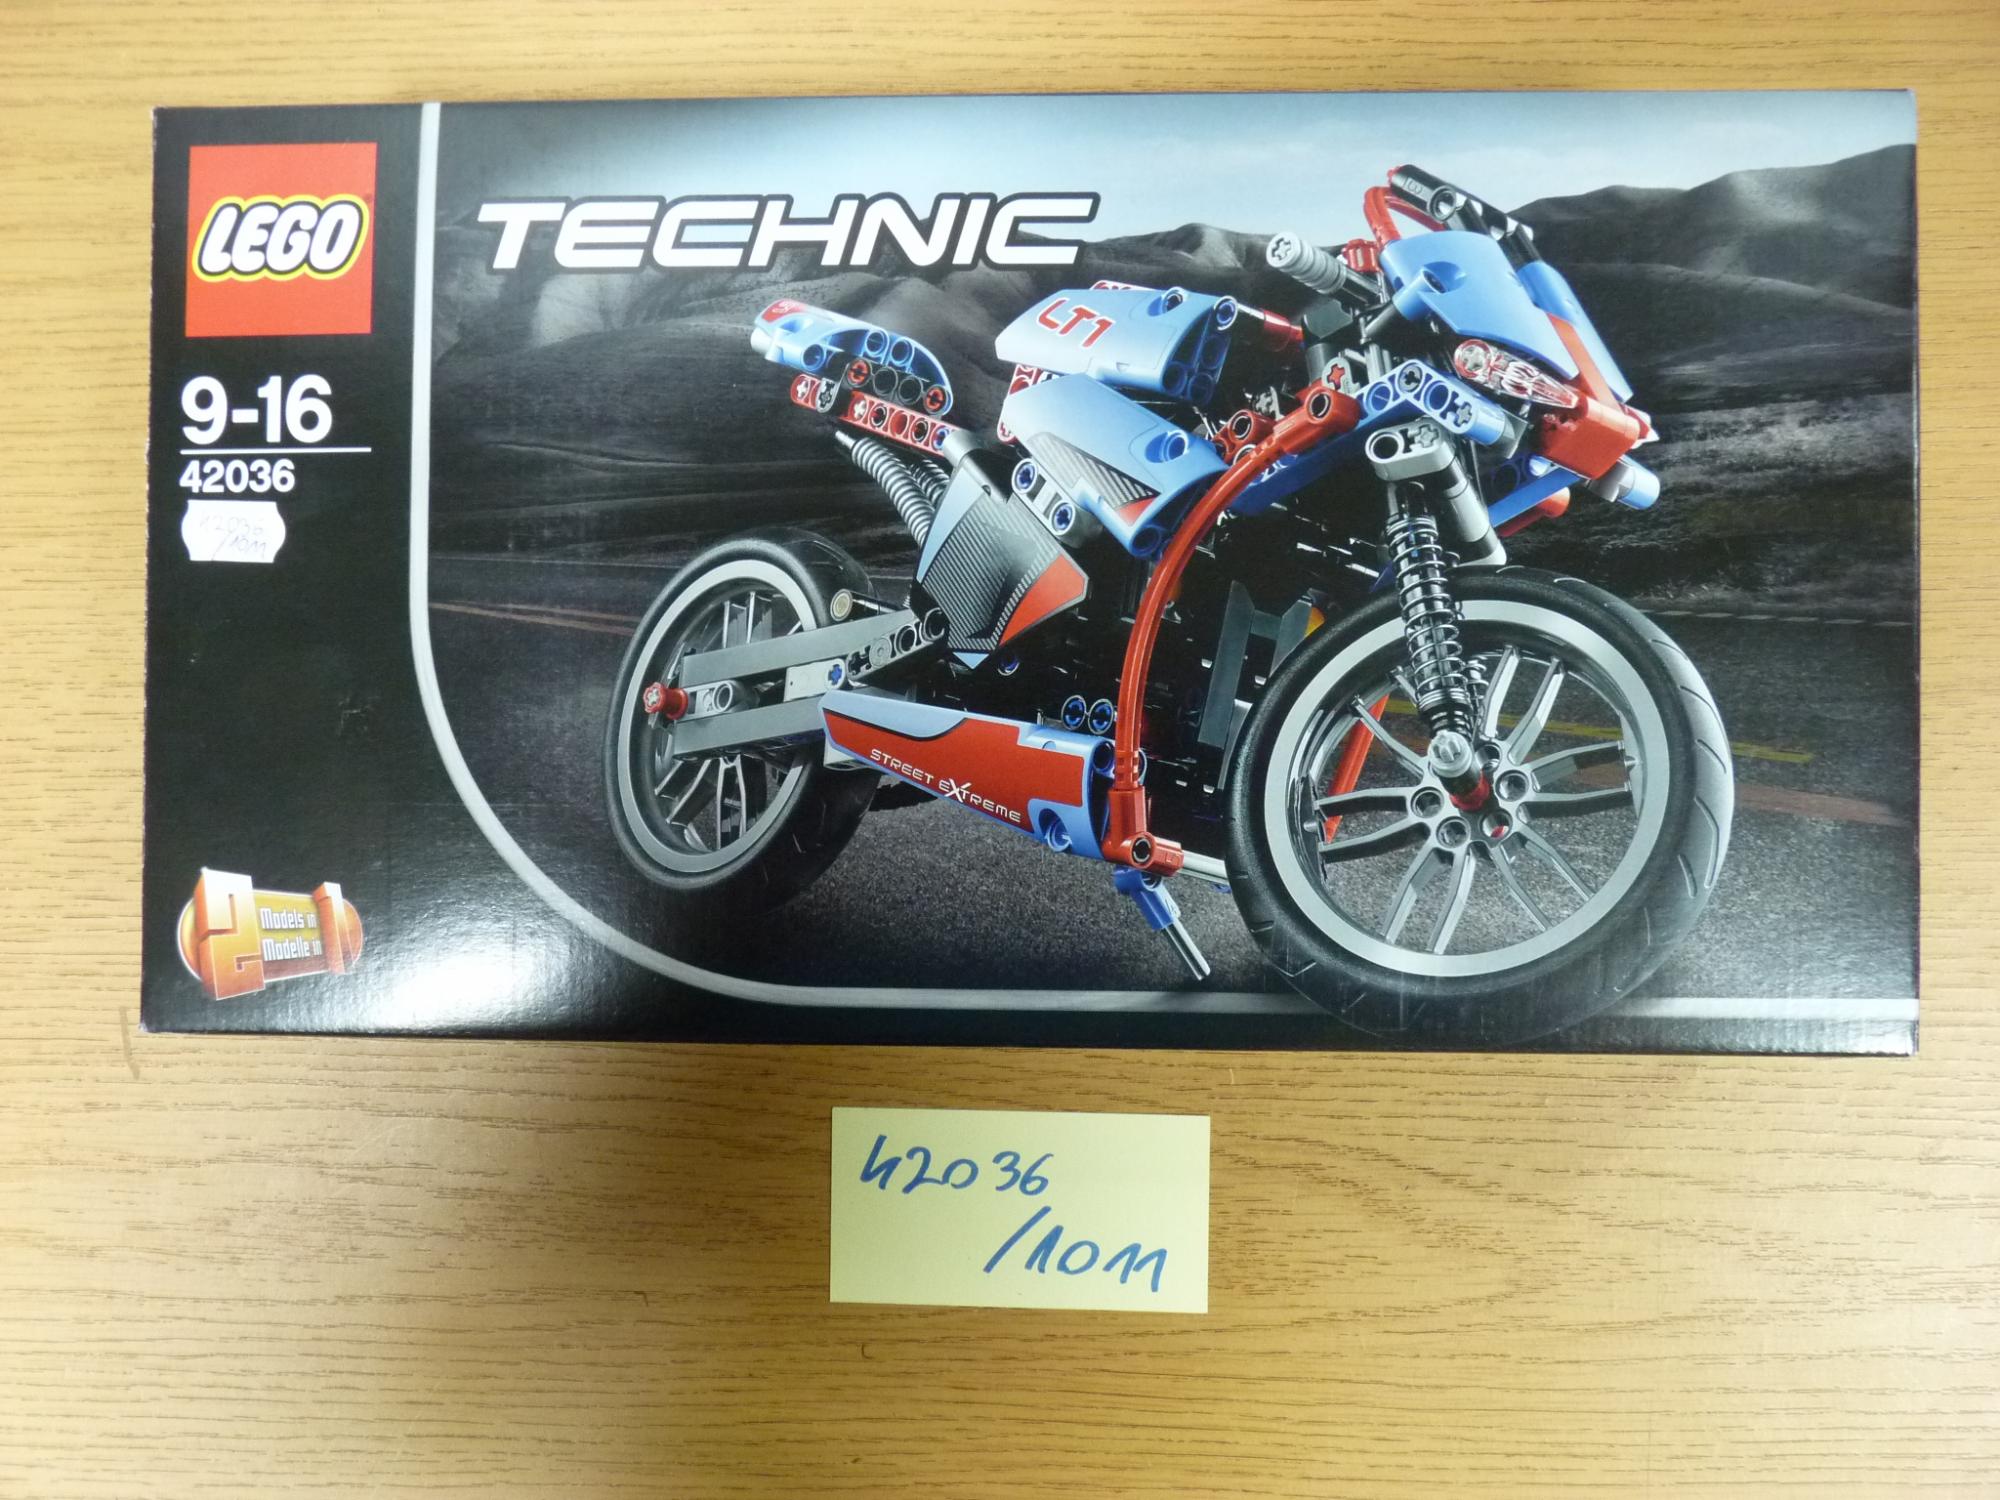 LEGO
TECHNIC
9-16
42036
42036
/1011
LT1
STREET EXTREME
2 Models in 1
Modelle in
42036
/1011